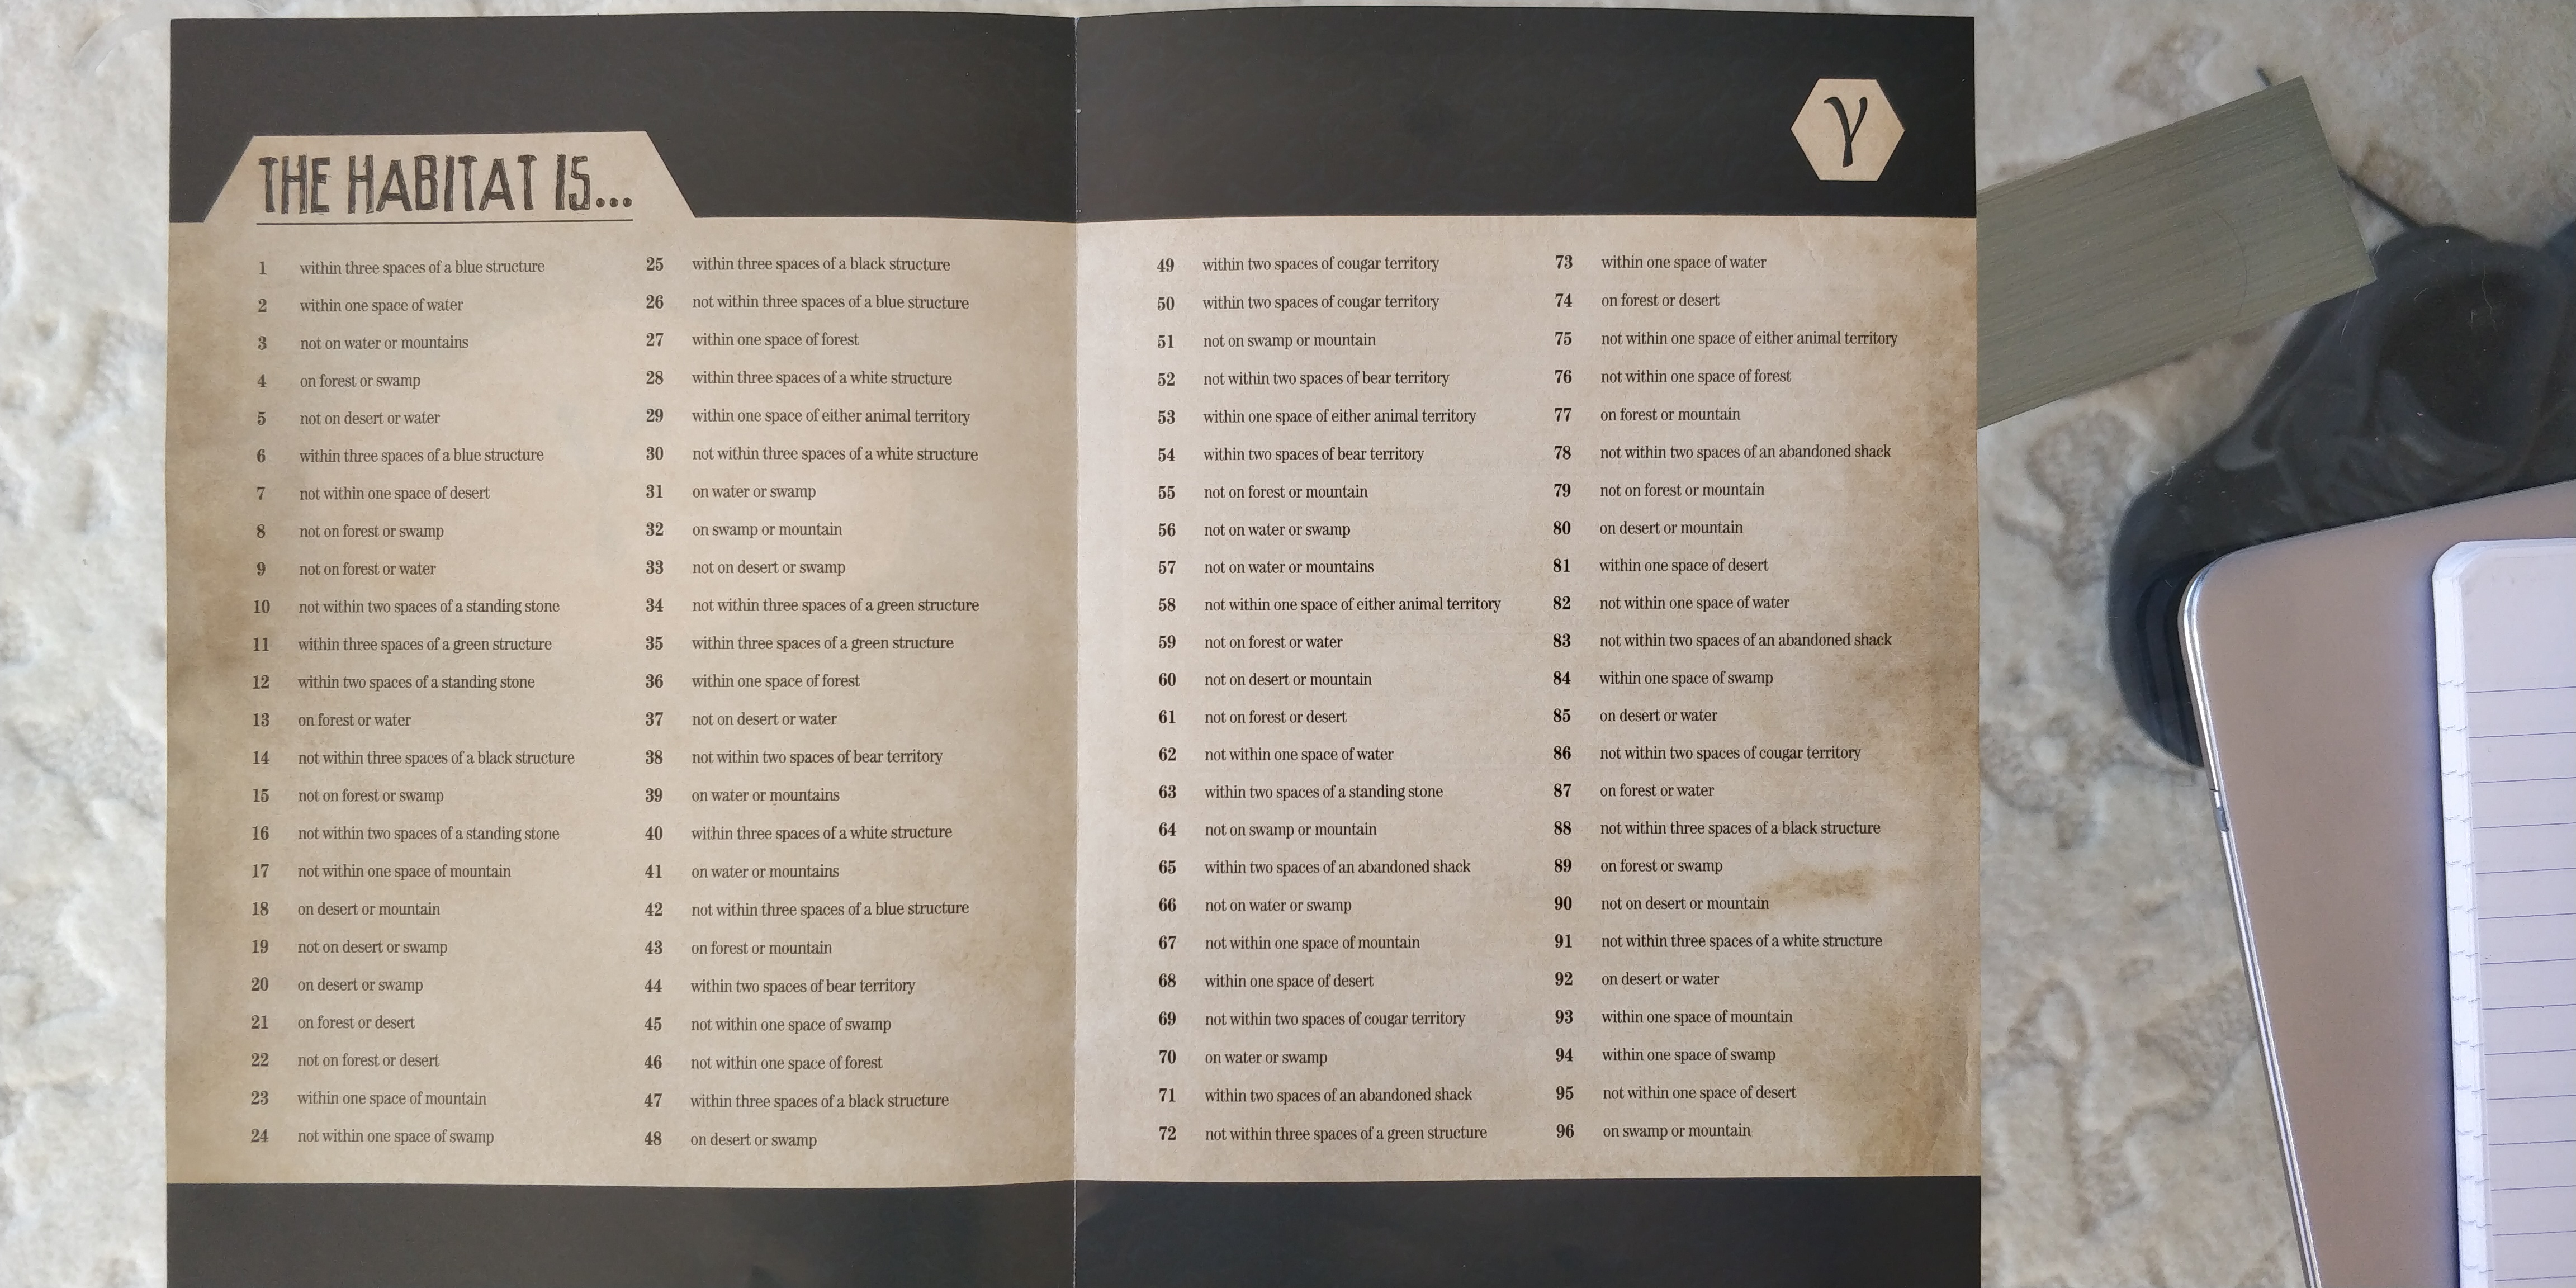 THE HABITAT IS...
γ
1 within three spaces of a blue structure
2 within one space of water
3 not on water or mountains
4 on forest or swamp
5 not on desert or water
6 within three spaces of a blue structure
7 not within one space of desert
8 not on forest or swamp
9 not on forest or water
10 not within two spaces of a standing stone
11 within three spaces of a green structure
12 within two spaces of a standing stone
13 on forest or water
14 not within three spaces of a black structure
15 not on forest or swamp
16 not within two spaces of a standing stone
17 not within one space of mountain
18 on desert or mountain
19 not on desert or swamp
20 on desert or swamp
21 on forest or desert
22 not on forest or desert
23 within one space of mountain
24 not within one space of swamp
25 within three spaces of a black structure
26 not within three spaces of a blue structure
27 within one space of forest
28 within three spaces of a white structure
29 within one space of either animal territory
30 not within three spaces of a white structure
31 on water or swamp
32 on swamp or mountain
33 not on desert or swamp
34 not within three spaces of a green structure
35 within three spaces of a green structure
36 within one space of forest
37 not on desert or water
38 not within two spaces of bear territory
39 on water or mountains
40 within three spaces of a white structure
41 on water or mountains
42 not within three spaces of a blue structure
43 on forest or mountain
44 within two spaces of bear territory
45 not within one space of swamp
46 not within one space of forest
47 within three spaces of a black structure
48 on desert or swamp
49 within two spaces of cougar territory
50 within two spaces of cougar territory
51 not on swamp or mountain
52 not within two spaces of bear territory
53 within one space of either animal territory
54 within two spaces of bear territory
55 not on forest or mountain
56 not on water or swamp
57 not on water or mountains
58 not within one space of either animal territory
59 not on forest or water
60 not on desert or mountain
61 not on forest or desert
62 not within one space of water
63 within two spaces of a standing stone
64 not on swamp or mountain
65 within two spaces of an abandoned shack
66 not on water or swamp
67 not within one space of mountain
68 within one space of desert
69 not within two spaces of cougar territory
70 on water or swamp
71 within two spaces of an abandoned shack
72 not within three spaces of a green structure
73 within one space of water
74 on forest or desert
75 not within one space of either animal territory
76 not within one space of forest
77 on forest or mountain
78 not within two spaces of an abandoned shack
79 not on forest or mountain
80 on desert or mountain
81 within one space of desert
82 not within one space of water
83 not within two spaces of an abandoned shack
84 within one space of swamp
85 on desert or water
86 not within two spaces of cougar territory
87 on forest or water
88 not within three spaces of a black structure
89 on forest or swamp
90 not on desert or mountain
91 not within three spaces of a white structure
92 on desert or water
93 within one space of mountain
94 within one space of swamp
95 not within one space of desert
96 on swamp or mountain